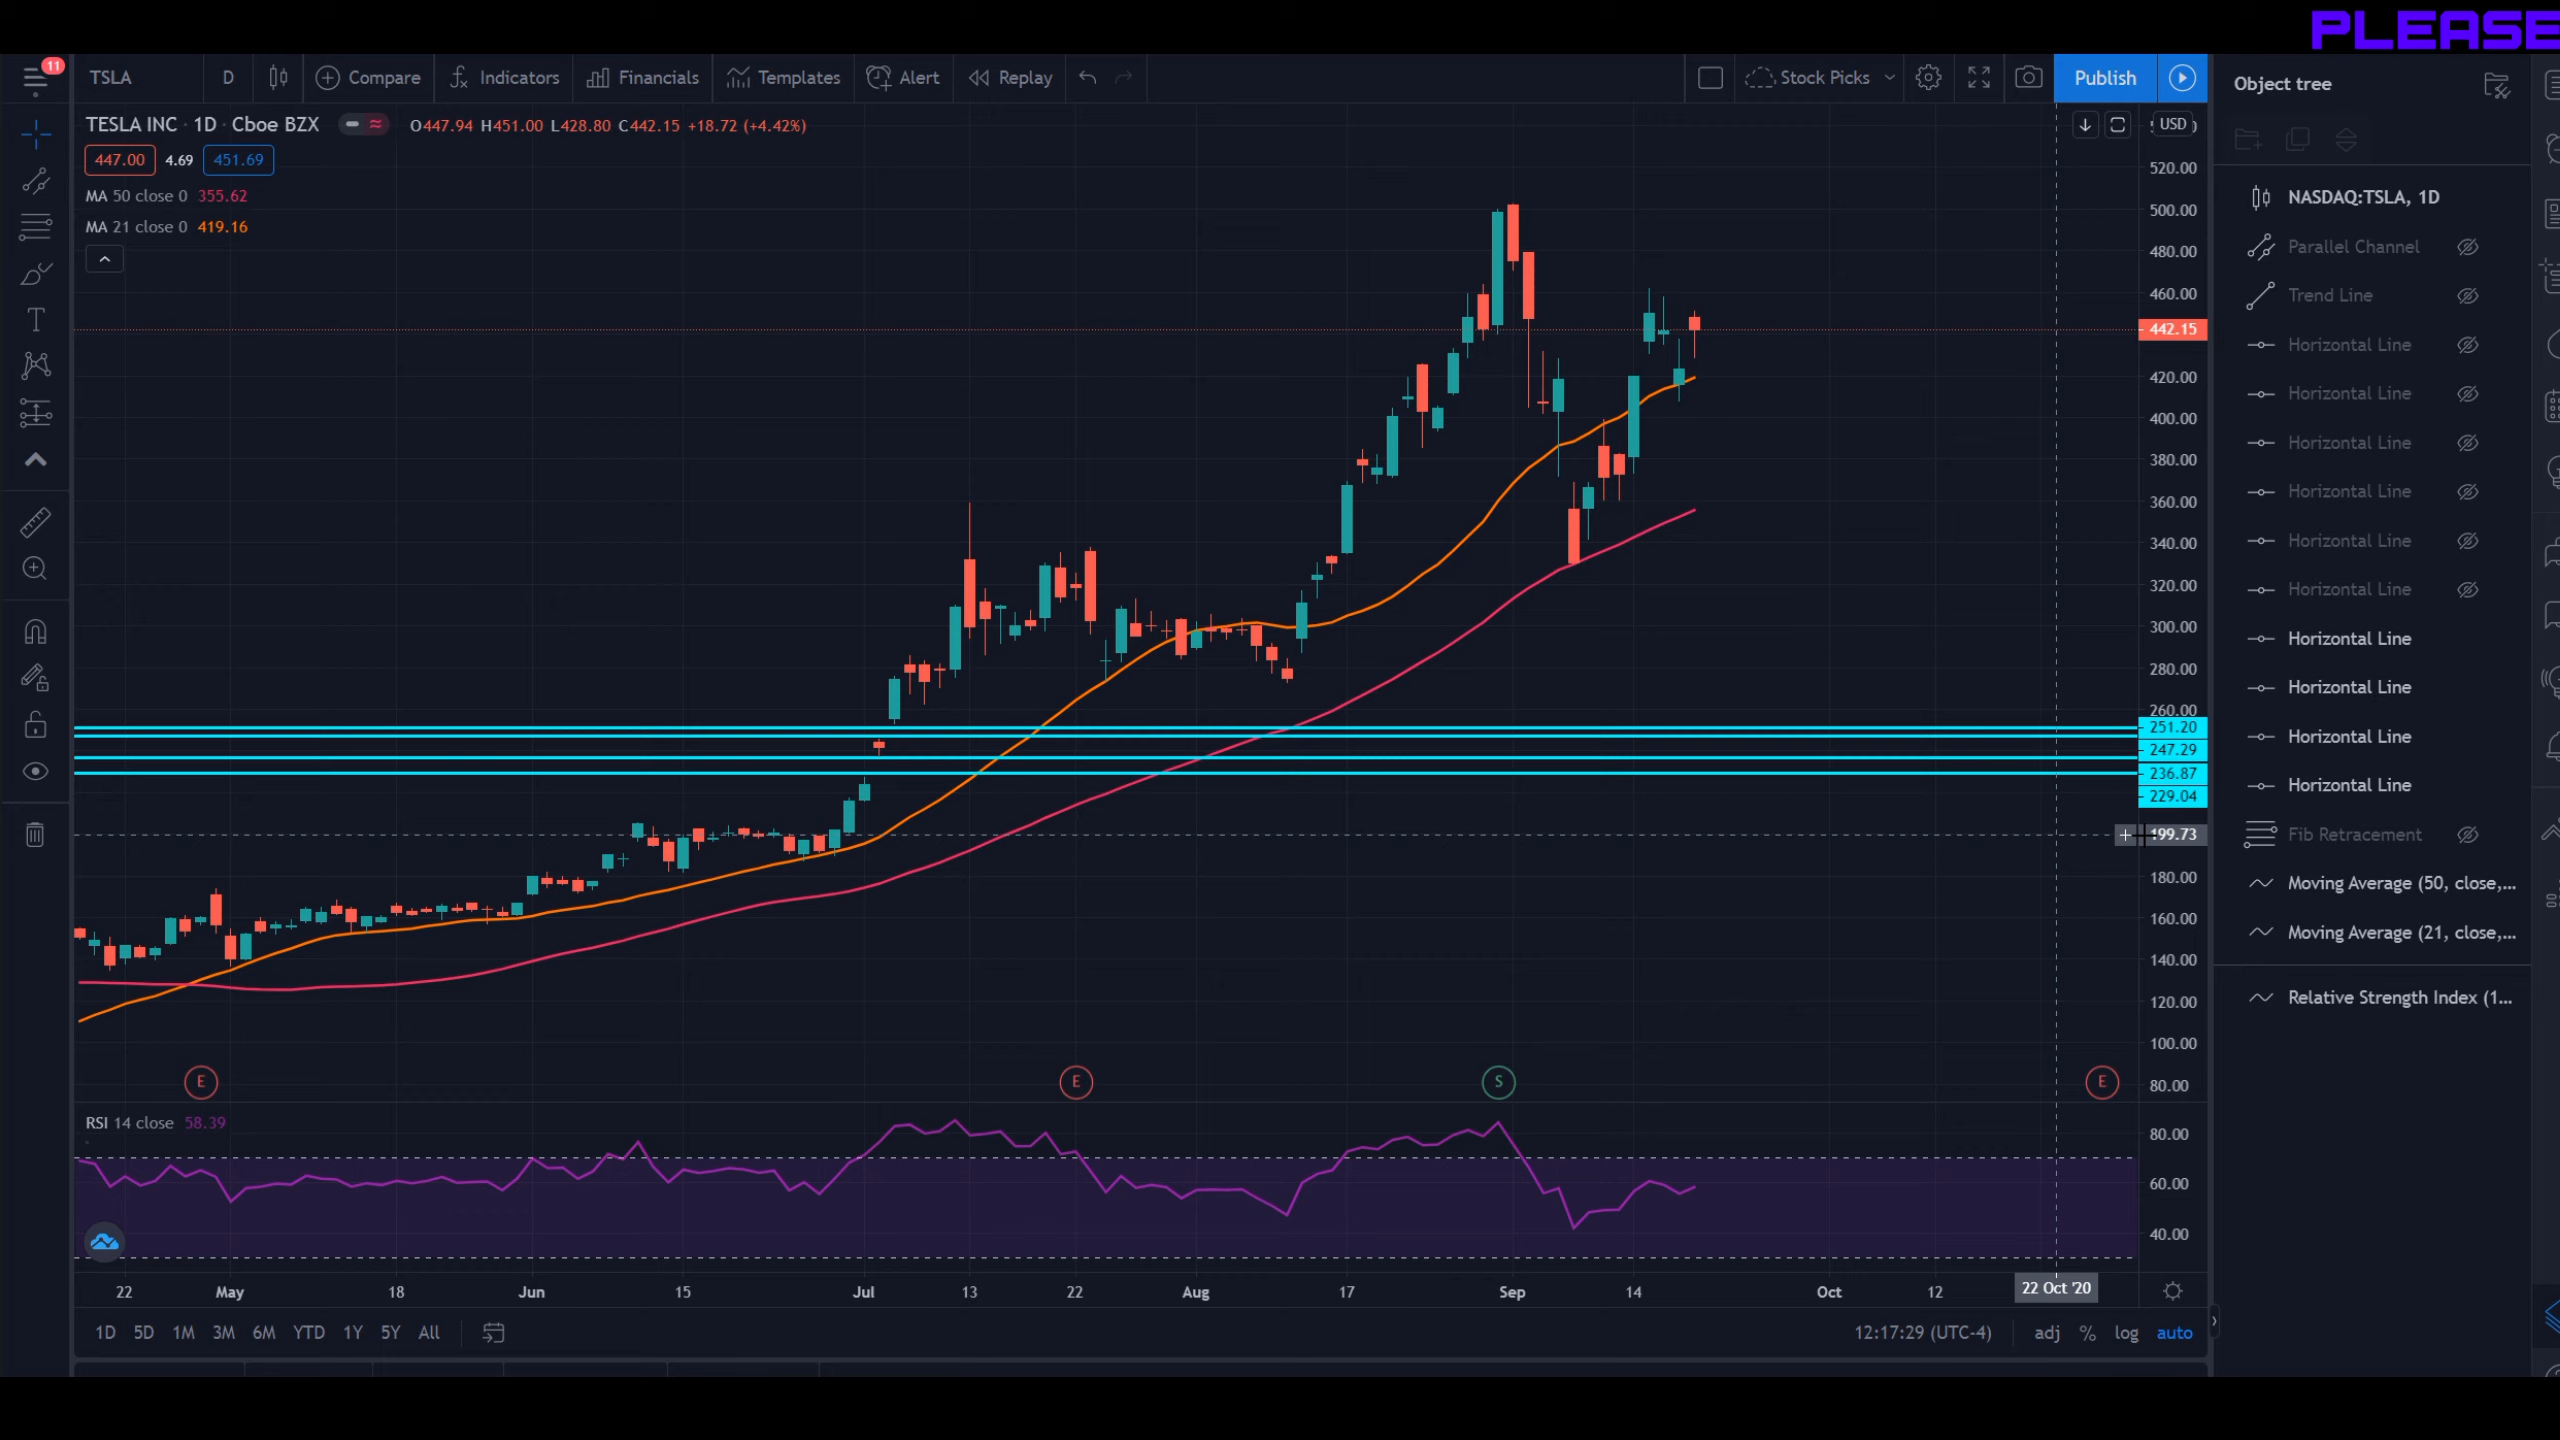 PLEASE
11
TSLA D Compare Indicators Financials Templates Alert Replay Stock Picks Publish
Object tree
TESLA INC · 1D · Cboe BZX O447.94 H451.00 L428.80 C442.15 +18.72 (+4.42%)
USD
447.00 4.69 451.69
MA 50 close 0 355.62
MA 21 close 0 419.16
520.00
500.00
480.00
460.00
442.15
420.00
400.00
380.00
360.00
340.00
320.00
300.00
280.00
260.00
251.20
247.29
236.87
229.04
199.73
180.00
160.00
140.00
120.00
100.00
80.00
NASDAQ:TSLA, 1D
Parallel Channel
Trend Line
Horizontal Line
Horizontal Line
Horizontal Line
Horizontal Line
Horizontal Line
Horizontal Line
Horizontal Line
Horizontal Line
Horizontal Line
Horizontal Line
Fib Retracement
Moving Average (50, close,...
Moving Average (21, close,...
Relative Strength Index (1...
E E S E
RSI 14 close 58.39
80.00
60.00
40.00
22 May 18 Jun 15 Jul 13 22 Aug 17 Sep 14 Oct 12 22 Oct '20
1D 5D 1M 3M 6M YTD 1Y 5Y All 12:17:29 (UTC-4) adj % log auto